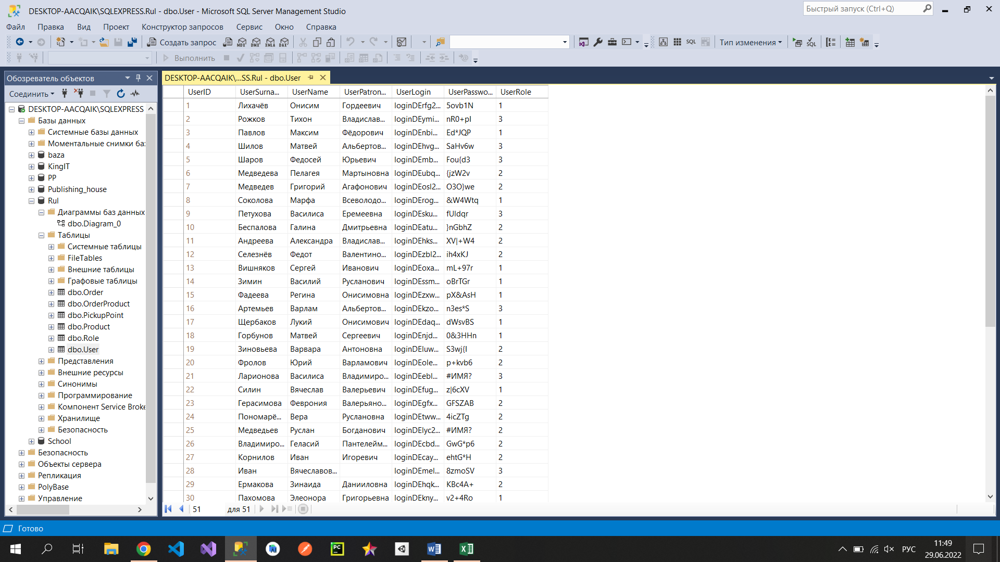 DESKTOP-AACQAIK\SQLEXPRESS.Rul - dbo.User - Microsoft SQL Server Management Studio
Быстрый запуск (Ctrl+Q)
Файл Правка Вид Проект Конструктор запросов Сервис Окно Справка
Создать запрос MDX DMX XMLA DAX SQL Тип изменения SQL
Выполнить
Обозреватель объектов
DESKTOP-AACQAIK\...SS.Rul - dbo.User
Соединить
DESKTOP-AACQAIK\SQLEXPRESS
Базы данных
Системные базы данных
Моментальные снимки ба:
baza
KingIT
PP
Publishing_house
Rul
Диаграммы баз данных
dbo.Diagram_0
Таблицы
Системные таблицы
FileTables
Внешние таблицы
Графовые таблицы
dbo.Order
dbo.OrderProduct
dbo.PickupPoint
dbo.Product
dbo.Role
dbo.User
Представления
Внешние ресурсы
Синонимы
Программирование
Компонент Service Broke
Хранилище
Безопасность
School
Безопасность
Объекты сервера
Репликация
PolyBase
Управление
UserID UserSurna... UserName UserPatron... UserLogin UserPasswo... UserRole
1 Лихачёв Онисим Гордеевич loginDErfg2... 5ovb1N 1
2 Рожков Тихон Владислав... loginDEymi... nR0+pI 3
3 Павлов Максим Фёдорович loginDEnbi... Ed*JQP 1
4 Шилов Матвей Альбертов... loginDEhvg... SaHv6w 3
5 Шаров Федосей Юрьевич loginDEmb... Fou{d3 3
6 Медведева Пелагея Мартыновна loginDEubq... {jzW2v 2
7 Медведев Григорий Агафонович loginDEosl2... O3O}we 2
8 Соколова Марфа Всеволодо... loginDErog... &W4Wtq 1
9 Петухова Василиса Еремеевна loginDEsku... fUIdqr 3
10 Беспалова Галина Дмитрьевна loginDEatu... }nGbhZ 2
11 Андреева Александра Владислав... loginDEhks... XV|+W4 2
12 Селезнёв Федот Валентино... loginDEzbl2... ih4xKJ 2
13 Вишняков Сергей Иванович loginDEoxa... mL+97r 1
14 Зимин Василий Русланович loginDEssm... oBrTGr 1
15 Фадеева Регина Онисимовна loginDEzxw... pX&AsH 1
16 Артемьев Варлам Альбертов... loginDEkzo... n3es*S 3
17 Щербаков Лукий Онисимович loginDEdaq... dWsvBS 1
18 Горбунов Матвей Сергеевич loginDEnjd... 0&3HHn 1
19 Зиновьева Варвара Антоновна loginDEluw... S3wj{I 2
20 Фролов Юрий Варламович loginDEole... p+kvb6 2
21 Ларионова Василиса Владимиро... loginDEebl... #ИМЯ? 3
22 Силин Вячеслав Валерьевич loginDEfug... z|6cXV 1
23 Герасимова Феврония Валерьяно... loginDEgfx... GFSZAB 2
24 Пономарё... Вера Руслановна loginDEtww... 4icZTg 2
25 Медведьев Руслан Богданович loginDElyc2... #ИМЯ? 2
26 Владимиро... Геласий Пантелейм... loginDEcbd... GwG*p6 2
27 Корнилов Иван Игоревич loginDEcay... ehtG*H 2
28 Иван Вячеславов... loginDEmel... 8zmoSV 3
29 Ермакова Зинаида Данииловна loginDEhqk... KBc4A+ 2
30 Пахомова Элеонора Григорьевна loginDEkny... v2+4Ro 1
51 для 51
Готово
PC
РУС
11:49
29.06.2022